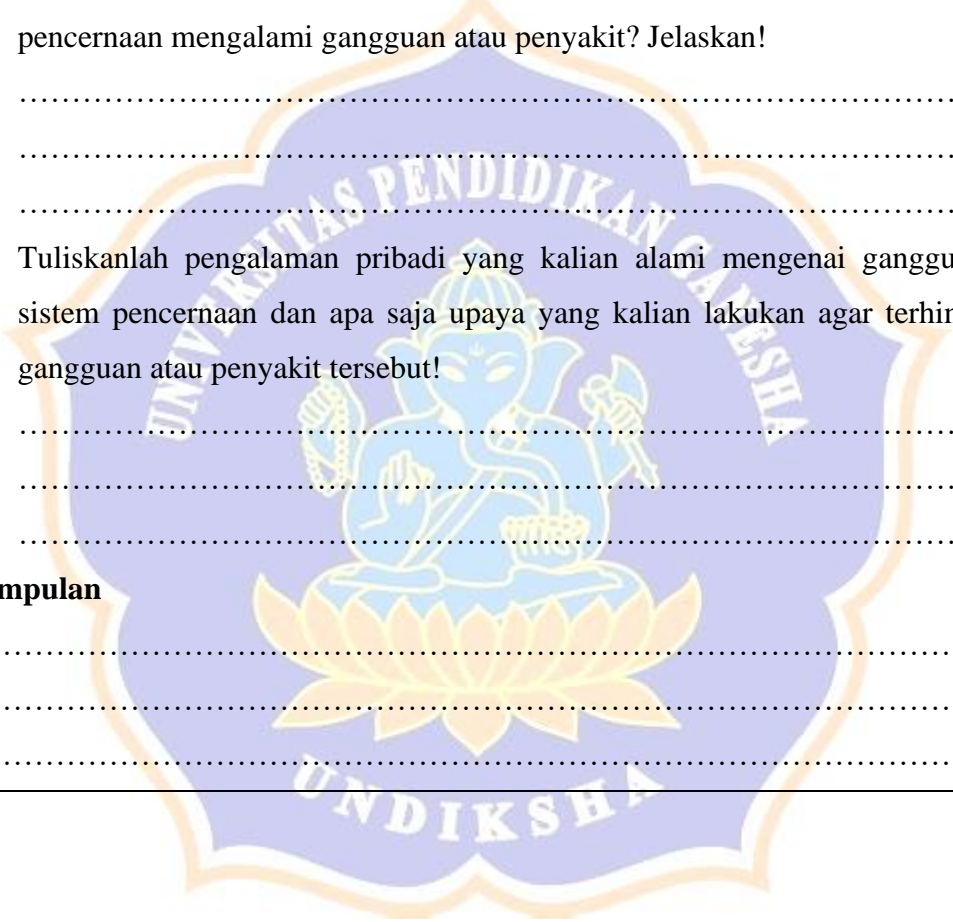 pencernaan mengalami gangguan atau penyakit? Jelaskan!
……………………………………………………………………………
……………………………………………………………………………
……………………………………………………………………………
Tuliskanlah pengalaman pribadi yang kalian alami mengenai ganggu
sistem pencernaan dan apa saja upaya yang kalian lakukan agar terhin
gangguan atau penyakit tersebut!
……………………………………………………………………………
……………………………………………………………………………
……………………………………………………………………………
mpulan
……………………………………………………………………………
……………………………………………………………………………
……………………………………………………………………………
UNIVERSITAS PENDIDIKAN GANESHA
UNDIKSHA